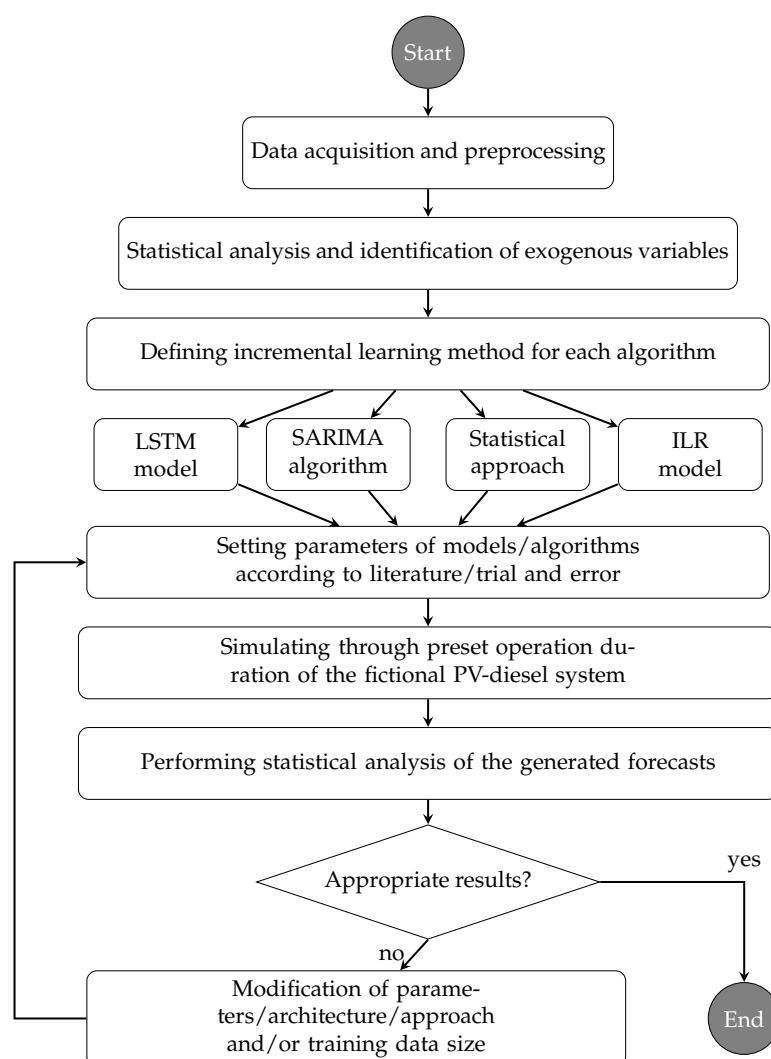 Start
Data acquisition and preprocessing
Statistical analysis and identification of exogenous variables
Defining incremental learning method for each algorithm
LSTM
model
SARIMA
algorithm
Statistical
approach
ILR
model
Setting parameters of models/algorithms
according to literature/trial and error
Simulating through preset operation du-
ration of the fictional PV-diesel system
Performing statistical analysis of the generated forecasts
Appropriate results?
yes
no
Modification of parame-
ters/architecture/approach
and/or training data size
End